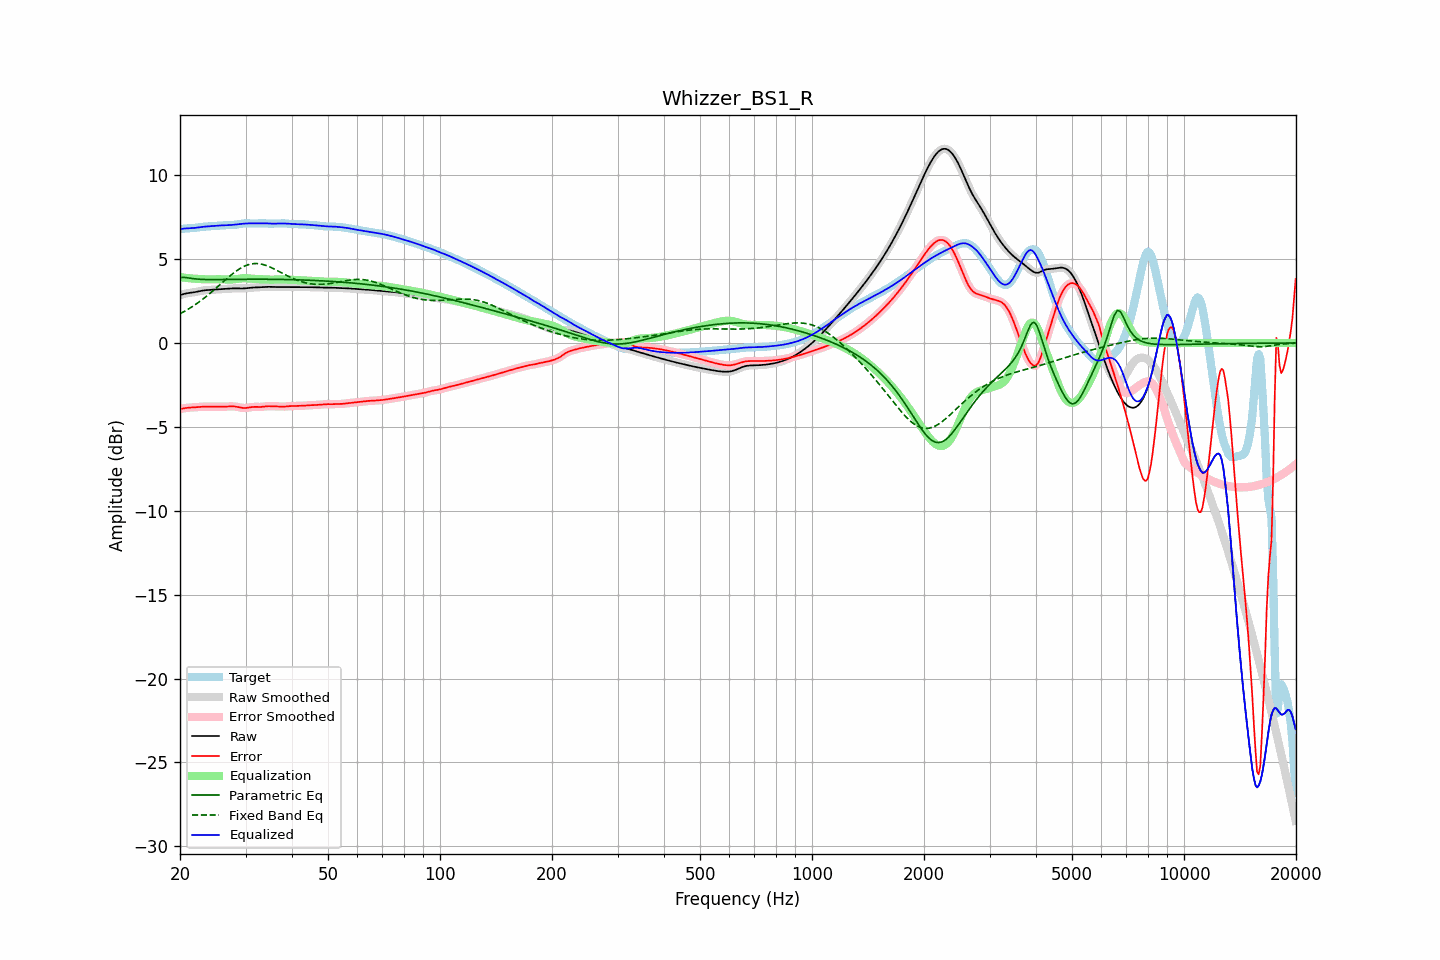 Whizzer_BS1_R
Amplitude (dBr)
10
5
0
−5
−10
−15
−20
−25
−30
Target
Raw Smoothed
Error Smoothed
Raw
Error
Equalization
Parametric Eq
Fixed Band Eq
Equalized
20 50 100 200 500 1000 2000 5000 10000 20000
Frequency (Hz)